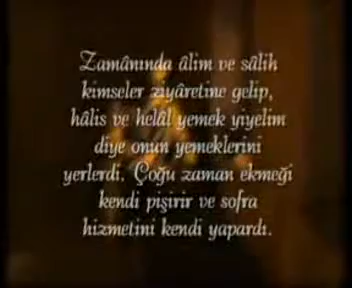 Zamânında âlim ve sâlih
kimseler ziyâretine gelip,
hâlis ve helâl yemek yiyelim
diye onun yemeklerini
yerlerdi. Çoğu zaman ekmeği
kendi pişirir ve sofra
hizmetini kendi yapardı.